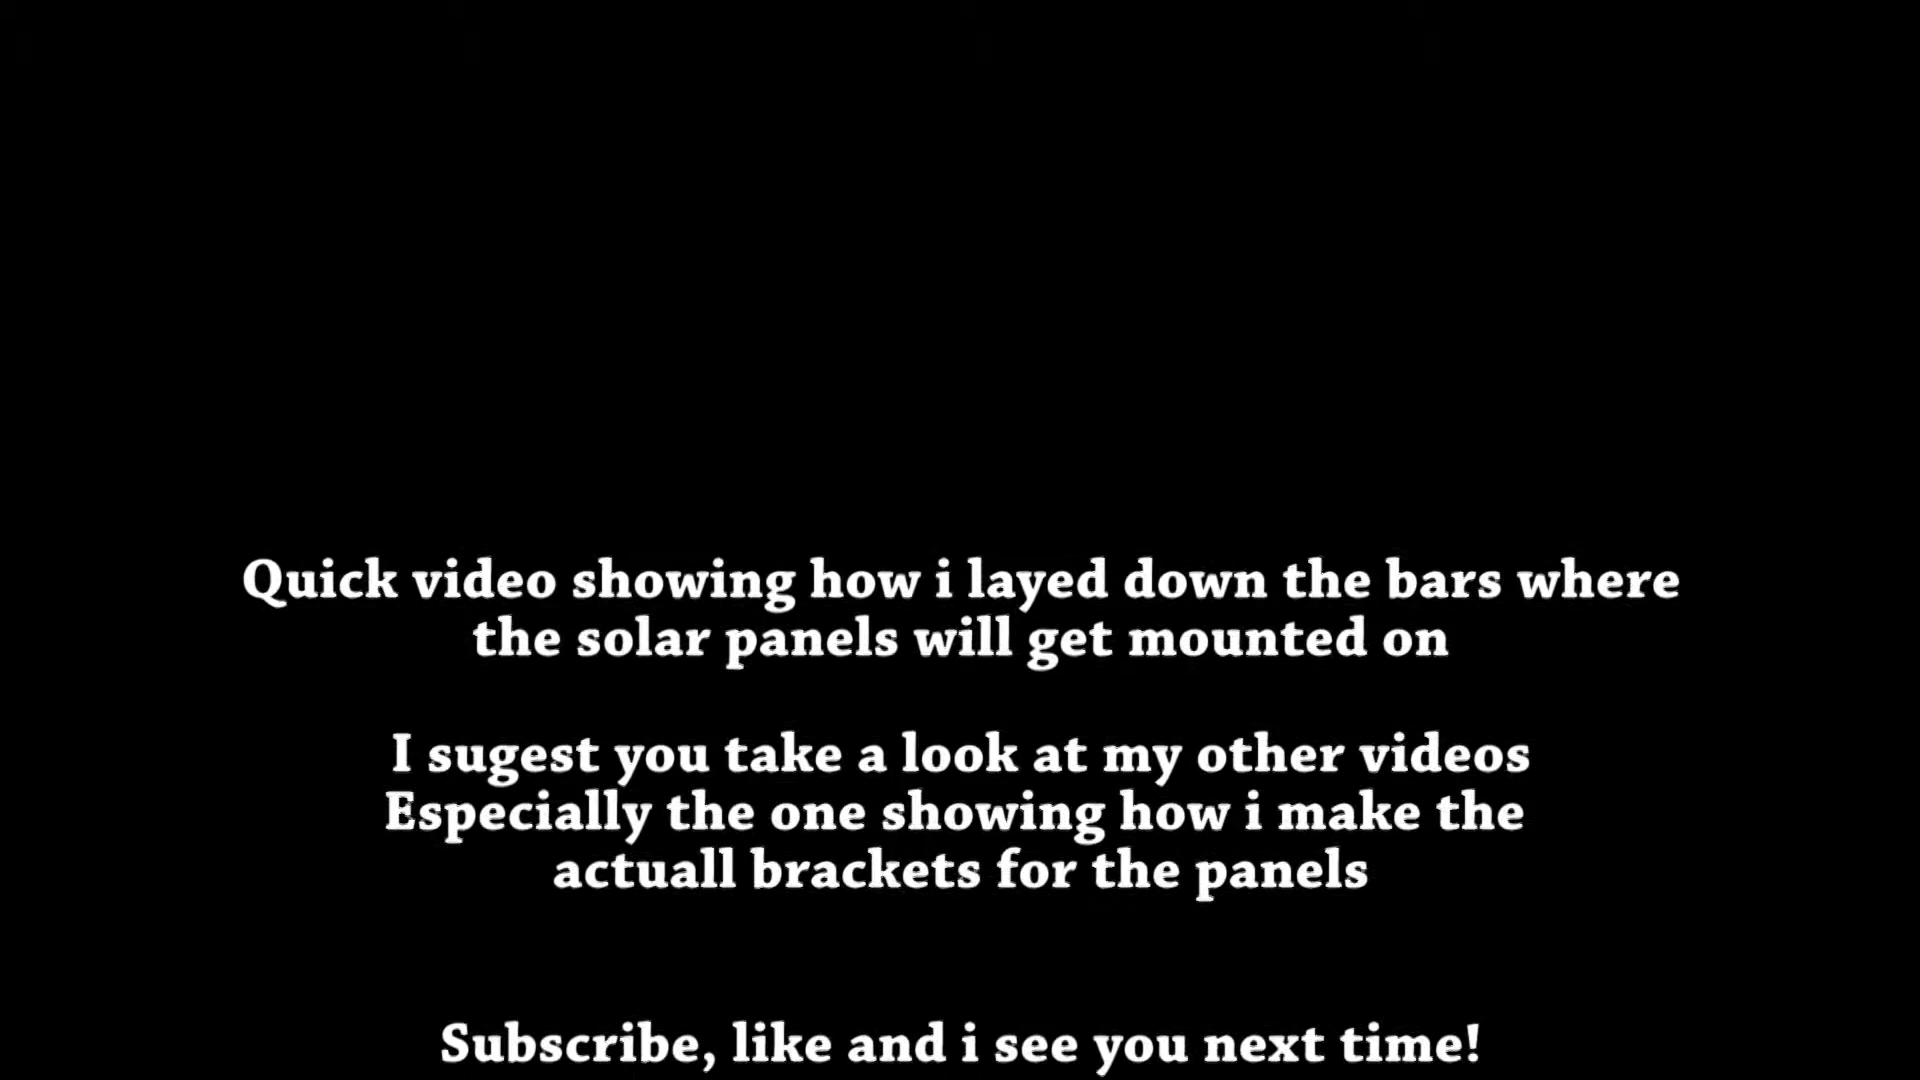 Quick video showing how i layed down the bars where
the solar panels will get mounted on
I sugest you take a look at my other videos
Especially the one showing how i make the
actuall brackets for the panels
Subscribe, like and i see you next time!